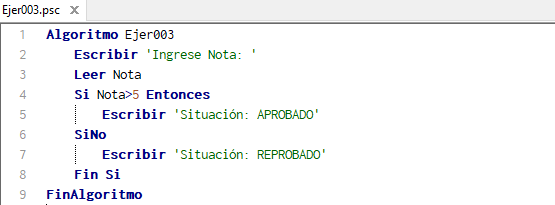 Ejer003.psc X
1 Algoritmo Ejer003
2 Escribir 'Ingrese Nota: '
3 Leer Nota
4 Si Nota>5 Entonces
5 Escribir 'Situación: APROBADO'
6 SiNo
7 Escribir 'Situación: REPROBADO'
8 Fin Si
9 FinAlgoritmo